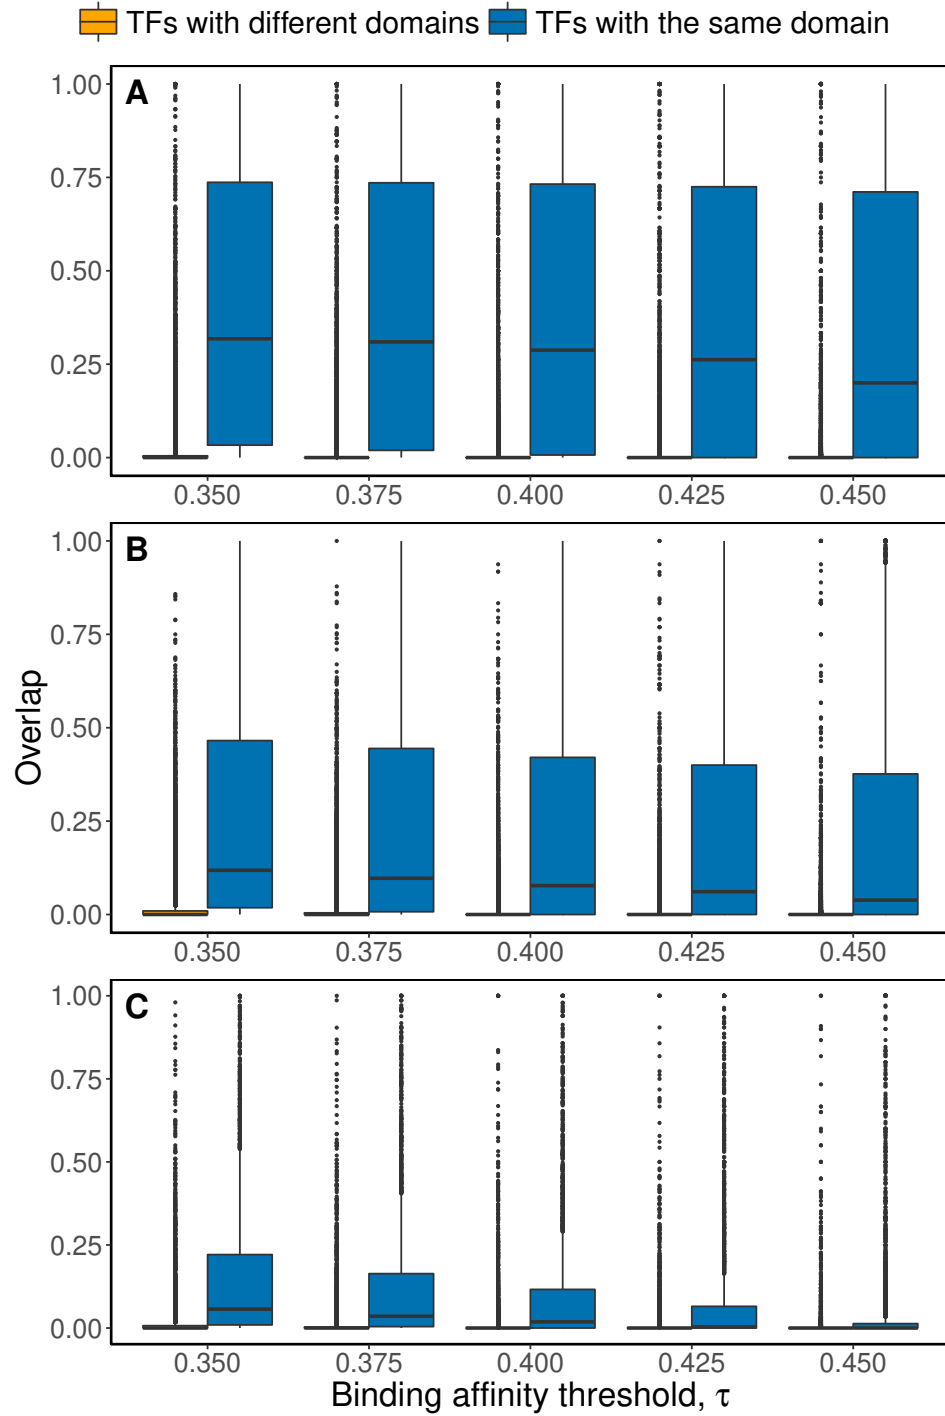 TFs with different domains TFs with the same domain
A
1.00
0.75
0.50
0.25
0.00
0.350 0.375 0.400 0.425 0.450
B
1.00
0.75
0.50
0.25
0.00
0.350 0.375 0.400 0.425 0.450
Overlap
C
1.00
0.75
0.50
0.25
0.00
0.350 0.375 0.400 0.425 0.450
Binding affinity threshold, τ